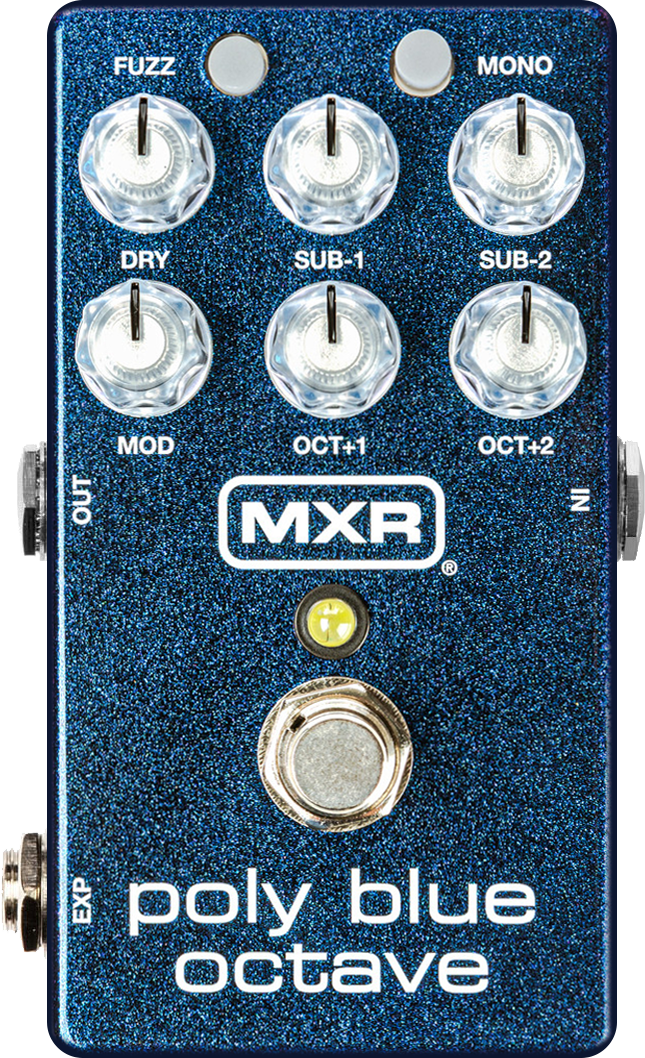 FUZZ MONO
DRY SUB-1 SUB-2
MOD OCT+1 OCT+2
OUT
IN
MXR®
EXP
poly blue
octave